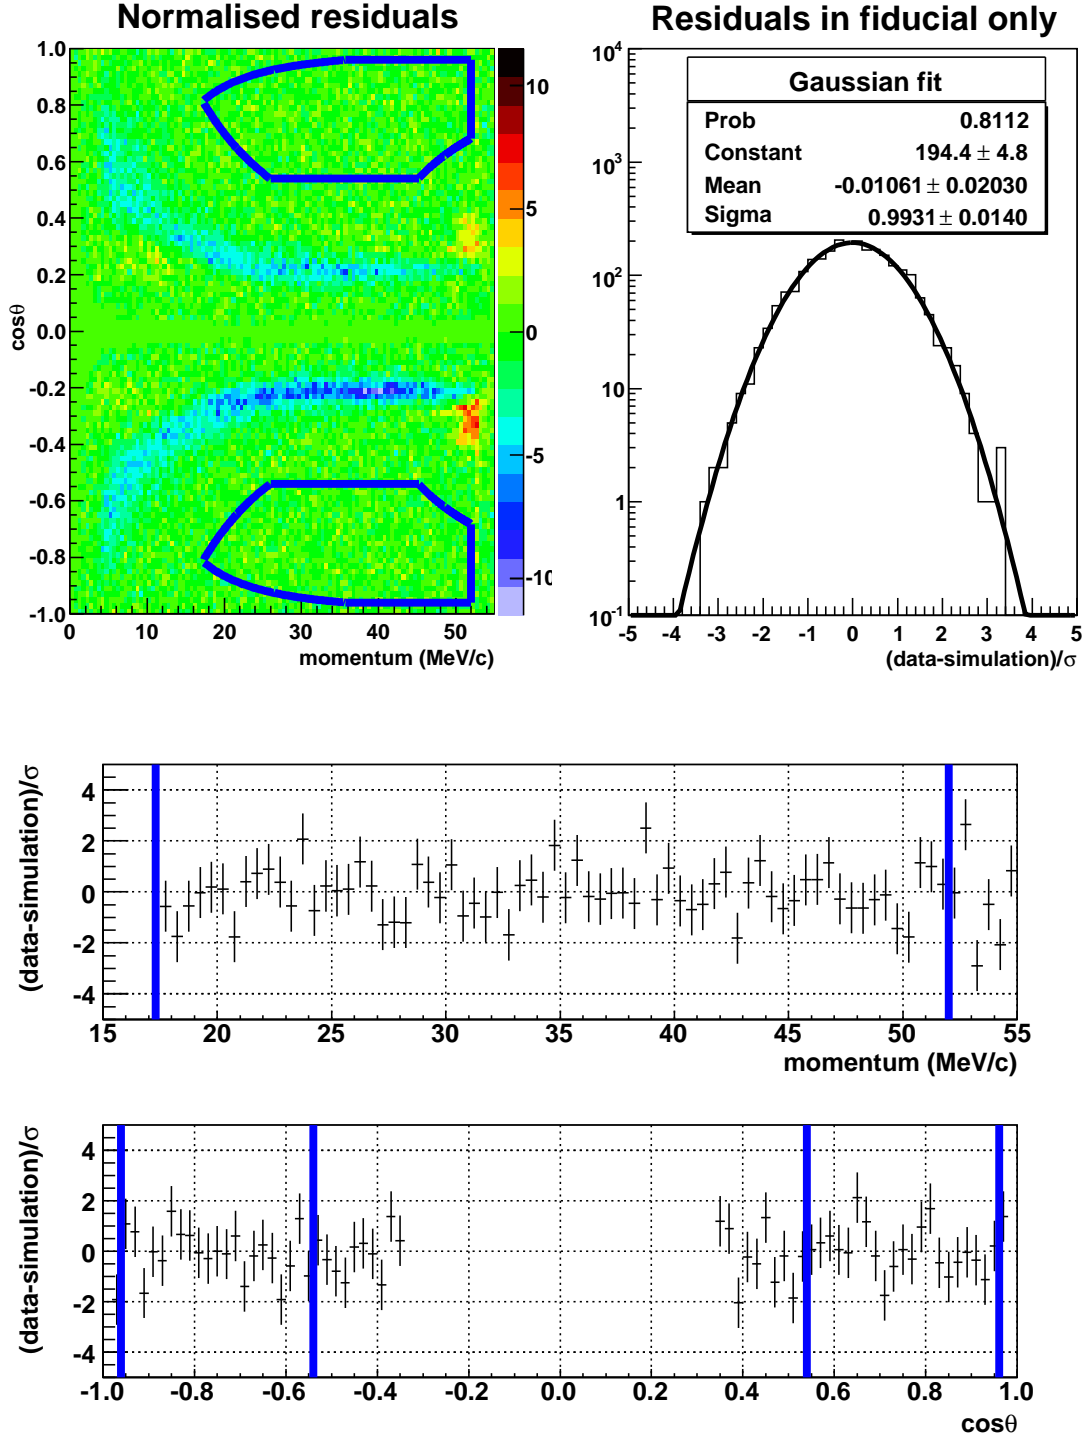 Normalised residuals
1.0
0.8
0.6
0.4
0.2
0.0
-0.2
-0.4
-0.6
-0.8
-1.0
cosθ
0 10 20 30 40 50
momentum (MeV/c)
10
5
0
-5
-10
Residuals in fiducial only
10⁴
10³
10²
10
1
10⁻¹
Gaussian fit
Prob 0.8112
Constant 194.4 ± 4.8
Mean -0.01061 ± 0.02030
Sigma 0.9931 ± 0.0140
-5 -4 -3 -2 -1 0 1 2 3 4 5
(data-simulation)/σ
(data-simulation)/σ
4
2
0
-2
-4
15 20 25 30 35 40 45 50 55
momentum (MeV/c)
(data-simulation)/σ
4
2
0
-2
-4
-1.0 -0.8 -0.6 -0.4 -0.2 0.0 0.2 0.4 0.6 0.8 1.0
cosθ